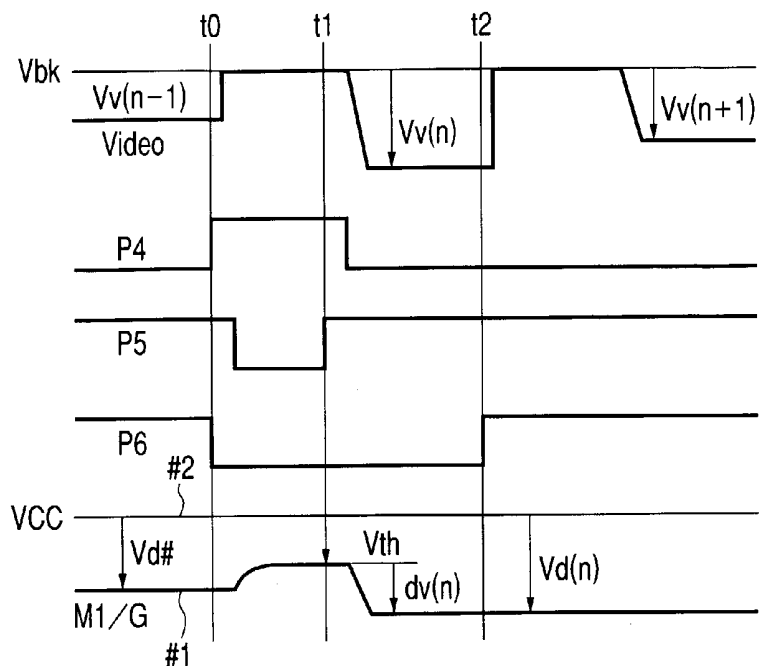 t0 t1 t2
Vbk
Vv(n-1)
Vv(n)
Vv(n+1)
Video
P4
P5
P6
#2
VCC
Vd#
Vth
dv(n)
Vd(n)
M1/G
#1